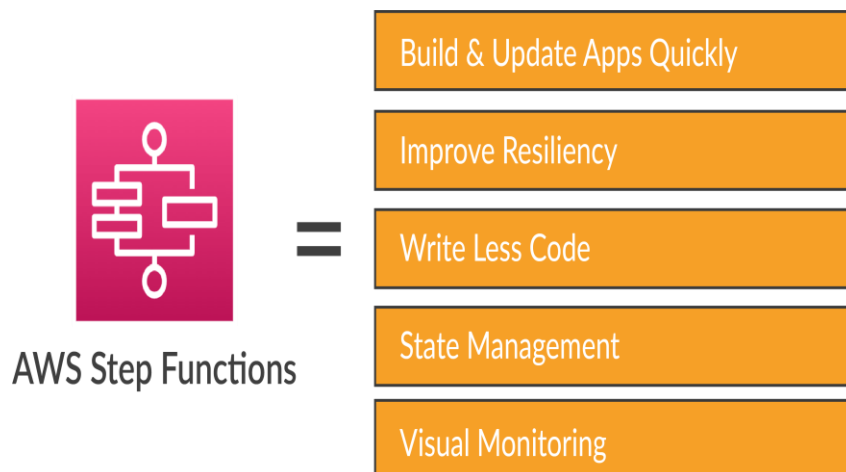 AWS Step Functions
=
Build & Update Apps Quickly
Improve Resiliency
Write Less Code
State Management
Visual Monitoring